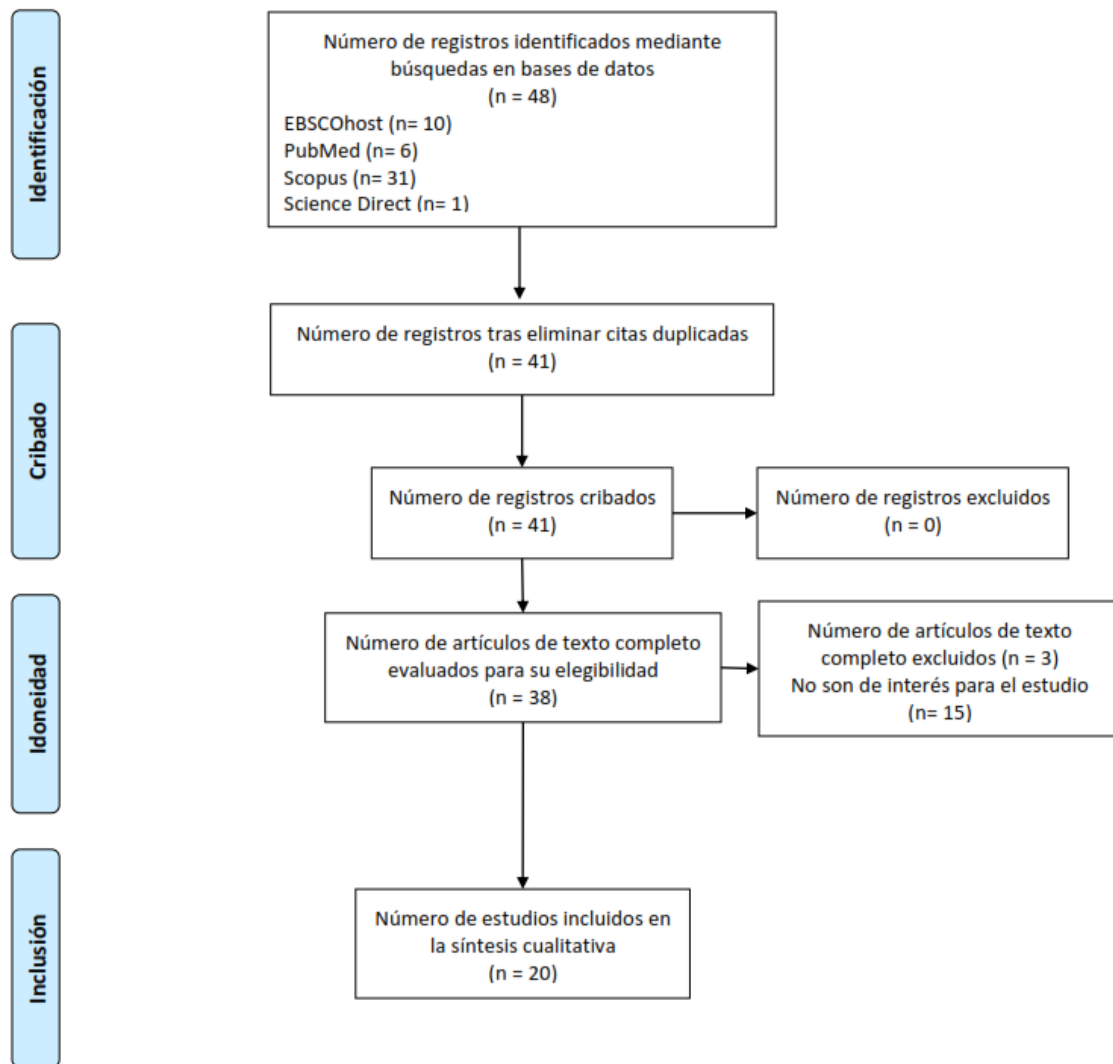 Identificación
Número de registros identificados mediante
búsquedas en bases de datos
(n = 48)
EBSCOhost (n= 10)
PubMed (n= 6)
Scopus (n= 31)
Science Direct (n= 1)
Cribado
Número de registros tras eliminar citas duplicadas
(n = 41)
Número de registros cribados
(n = 41)
Número de registros excluidos
(n = 0)
Idoneidad
Número de artículos de texto completo
evaluados para su elegibilidad
(n = 38)
Número de artículos de texto
completo excluidos (n = 3)
No son de interés para el estudio
(n= 15)
Inclusión
Número de estudios incluidos en
la síntesis cualitativa
(n = 20)